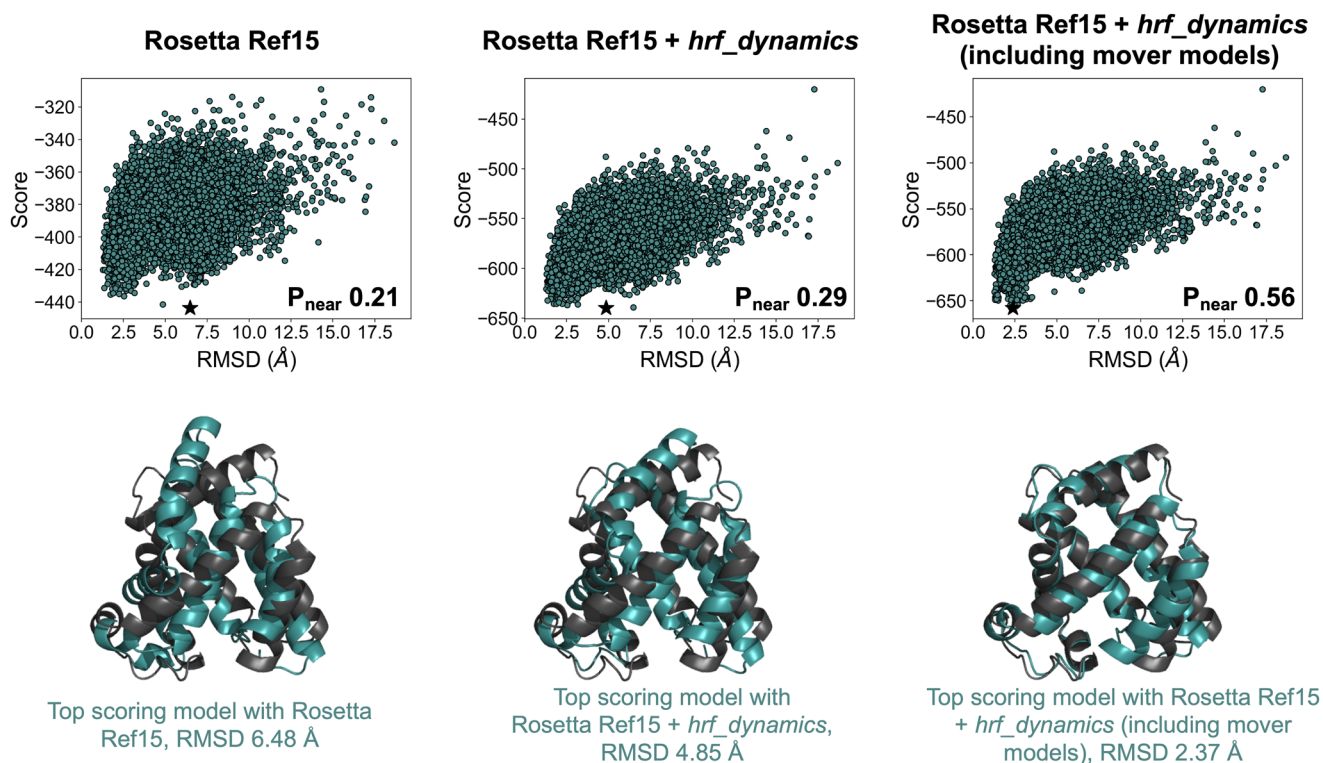 Rosetta Ref15
−320
−340
−360
−380
−400
−420
−440
Score
0.0 2.5 5.0 7.5 10.0 12.5 15.0 17.5
RMSD (Å)
Pnear 0.21
Rosetta Ref15 + hrf_dynamics
−450
−500
−550
−600
−650
Score
0.0 2.5 5.0 7.5 10.0 12.5 15.0 17.5
RMSD (Å)
Pnear 0.29
Rosetta Ref15 + hrf_dynamics
(including mover models)
−450
−500
−550
−600
−650
Score
0.0 2.5 5.0 7.5 10.0 12.5 15.0 17.5
RMSD (Å)
Pnear 0.56
Top scoring model with Rosetta
Ref15, RMSD 6.48 Å
Top scoring model with
Rosetta Ref15 + hrf_dynamics,
RMSD 4.85 Å
Top scoring model with Rosetta Ref15
+ hrf_dynamics (including mover
models), RMSD 2.37 Å